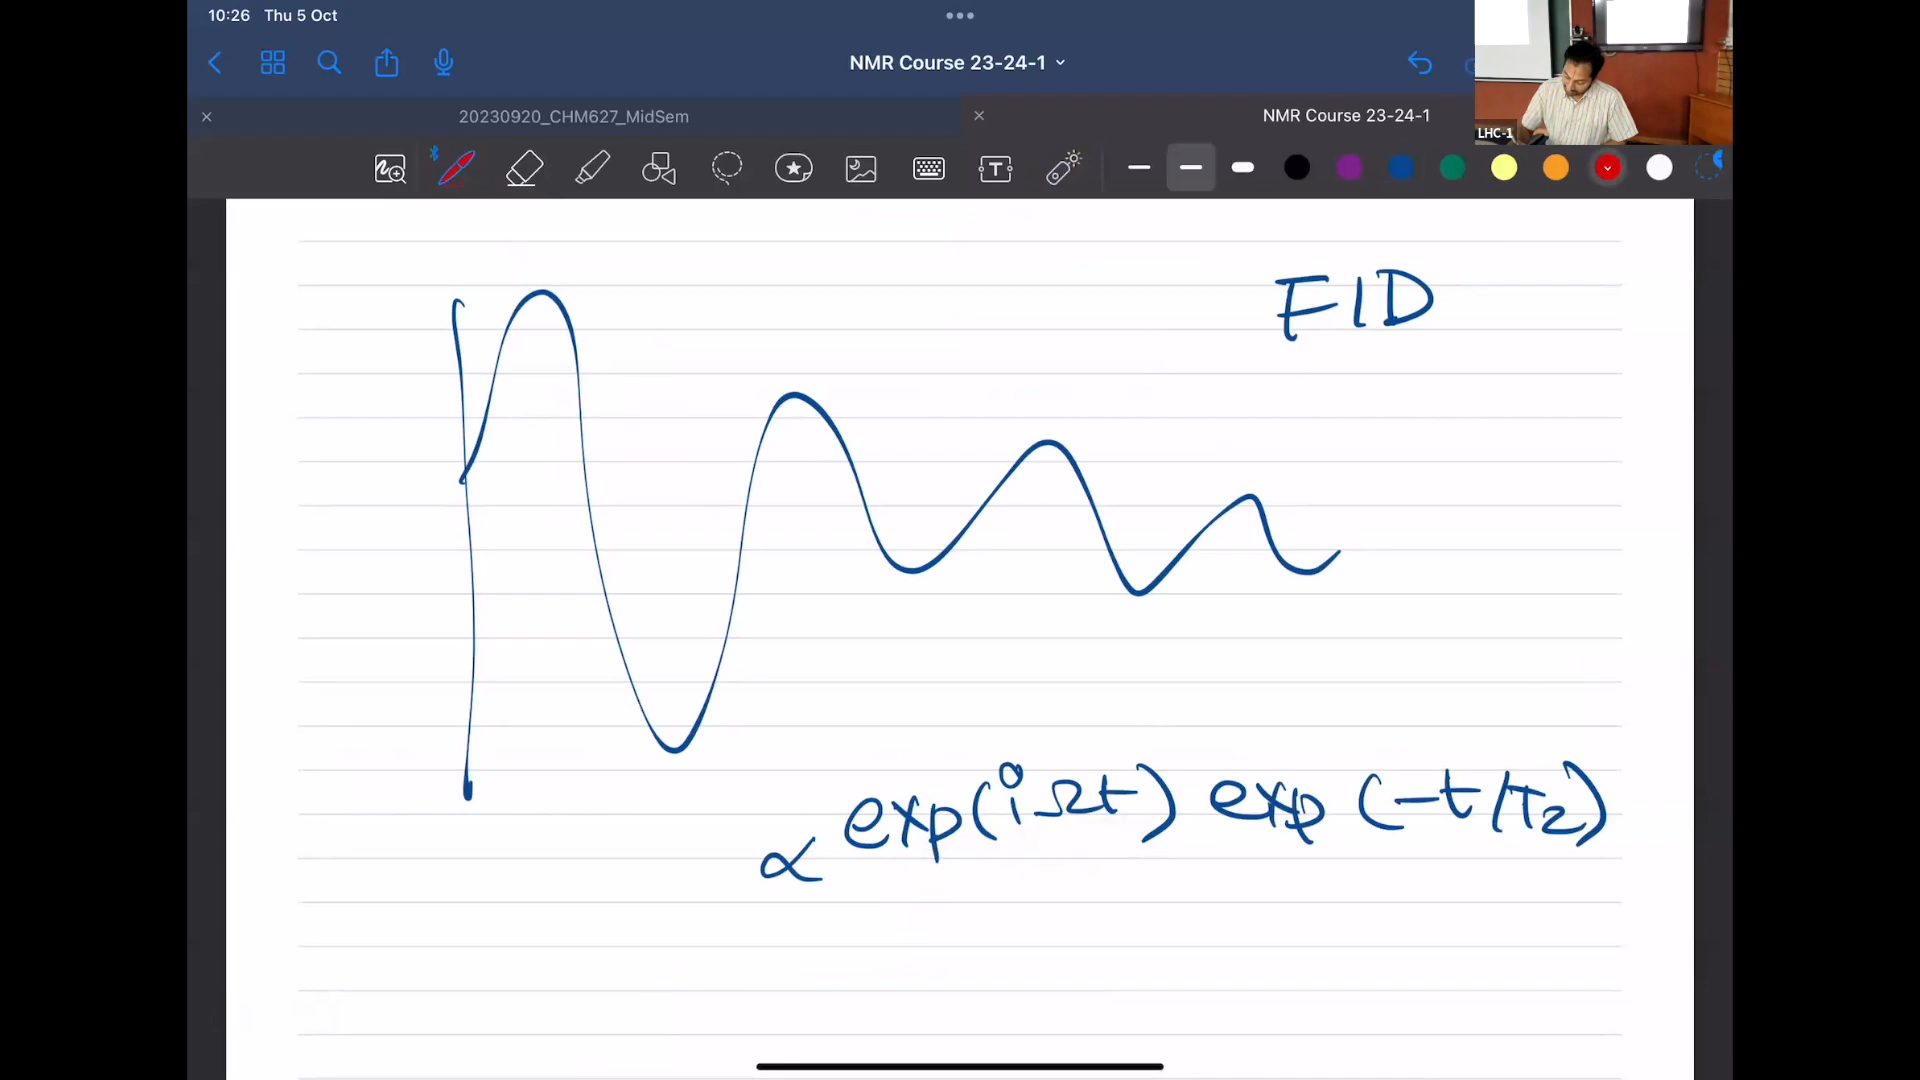 10:26 Thu 5 Oct
NMR Course 23-24-1
20230920_CHM627_MidSem
NMR Course 23-24-1
LHC-1
T
FID
∝ exp(iΩt) exp(-t/T₂)